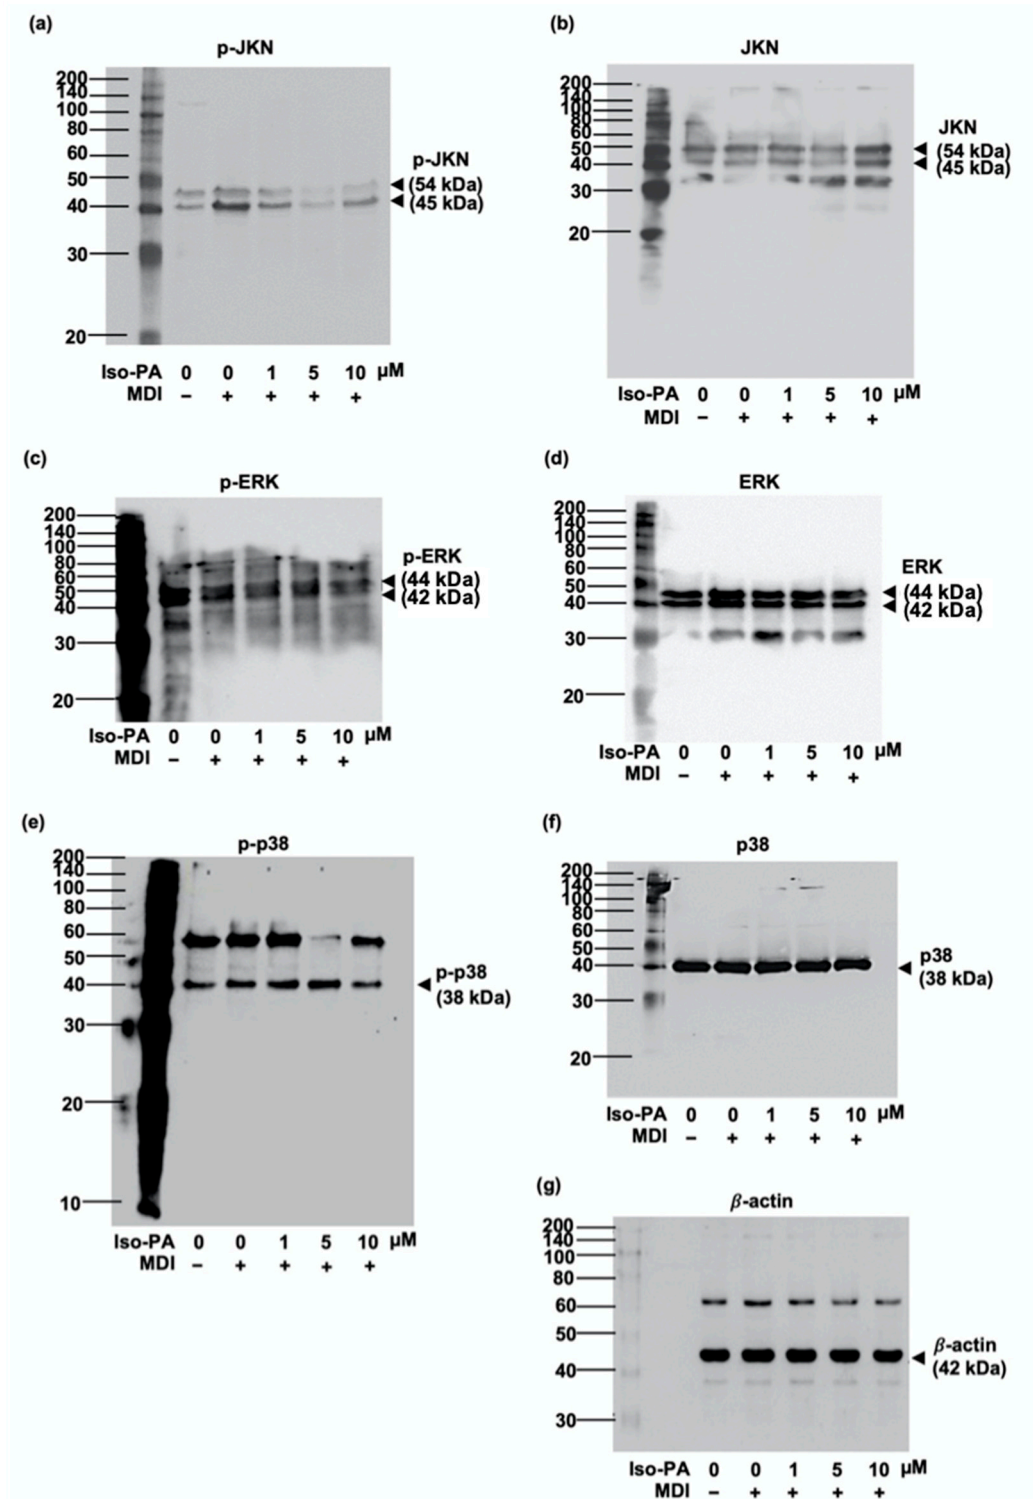 (a)
p-JKN
200
140
100
80
60
50
40
30
20
p-JKN
(54 kDa)
(45 kDa)
Iso-PA 0 0 1 5 10 µM
MDI – + + + +
(b)
JKN
200
140
100
80
60
50
40
30
20
JKN
(54 kDa)
(45 kDa)
Iso-PA 0 0 1 5 10 µM
MDI – + + + +
(c)
p-ERK
200
140
100
80
60
50
40
30
20
p-ERK
(44 kDa)
(42 kDa)
Iso-PA 0 0 1 5 10 µM
MDI – + + + +
(d)
ERK
200
140
100
80
60
50
40
30
20
ERK
(44 kDa)
(42 kDa)
Iso-PA 0 0 1 5 10 µM
MDI – + + + +
(e)
p-p38
200
140
100
80
60
50
40
30
20
10
p-p38
(38 kDa)
Iso-PA 0 0 1 5 10 µM
MDI – + + + +
(f)
p38
200
140
100
80
60
50
40
30
20
p38
(38 kDa)
Iso-PA 0 0 1 5 10 µM
MDI – + + + +
(g)
β-actin
200
140
100
80
60
50
40
30
β-actin
(42 kDa)
Iso-PA 0 0 1 5 10 µM
MDI – + + + +